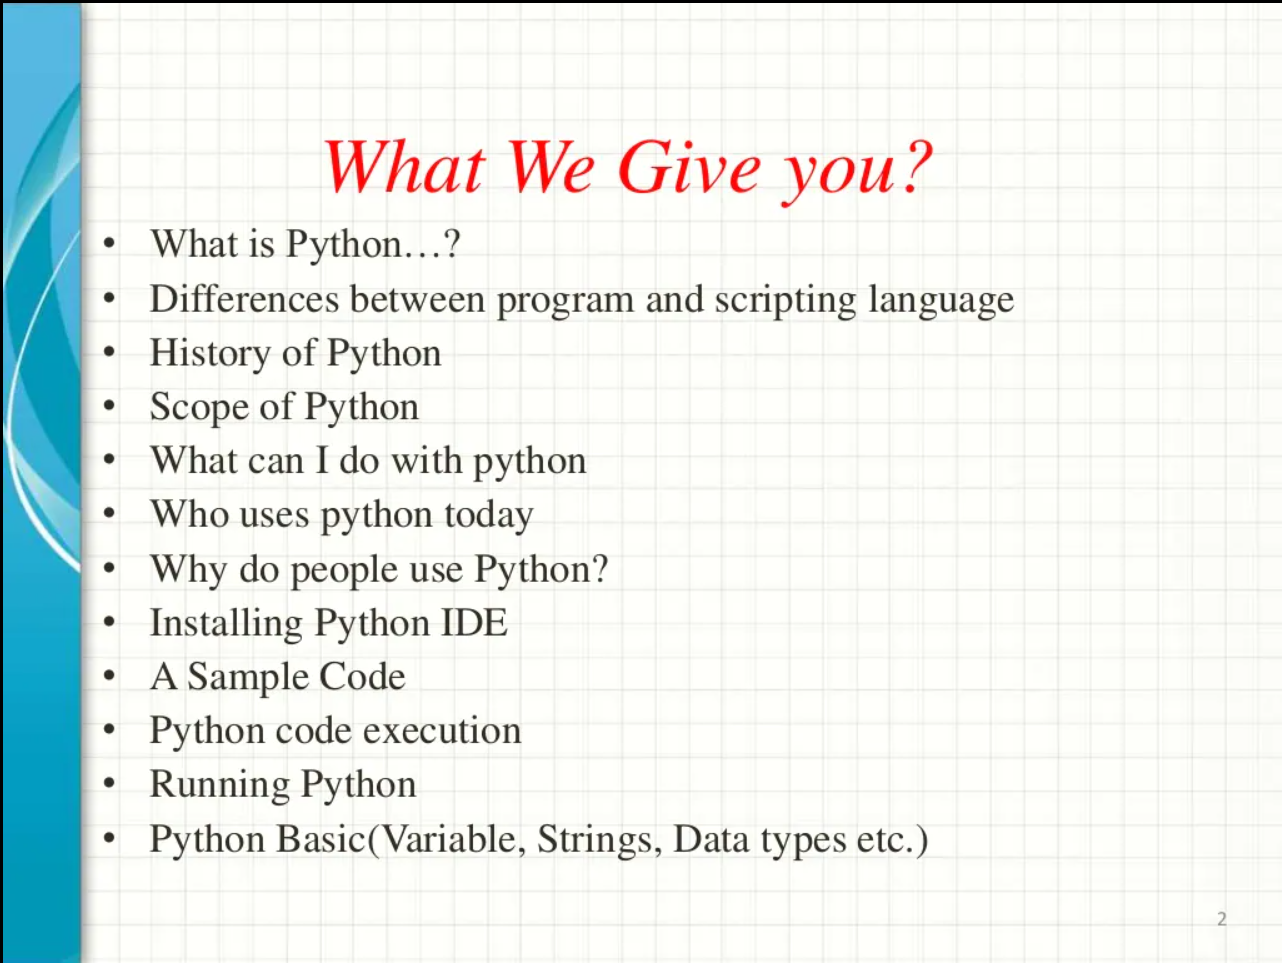 What We Give you?
• What is Python…?
• Differences between program and scripting language
• History of Python
• Scope of Python
• What can I do with python
• Who uses python today
• Why do people use Python?
• Installing Python IDE
• A Sample Code
• Python code execution
• Running Python
• Python Basic(Variable, Strings, Data types etc.)
2